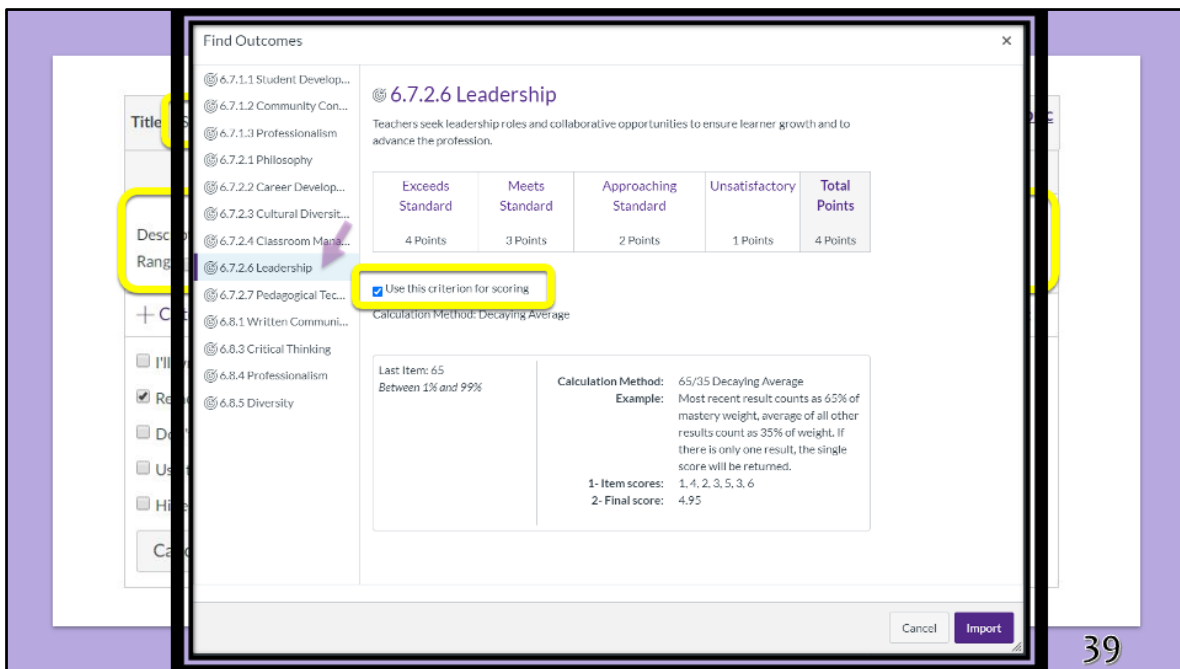 Find Outcomes
×
6.7.1.1 Student Develop...
6.7.1.2 Community Con...
6.7.1.3 Professionalism
6.7.2.1 Philosophy
6.7.2.2 Career Develop...
6.7.2.3 Cultural Diversit...
6.7.2.4 Classroom Mana...
6.7.2.6 Leadership
6.7.2.7 Pedagogical Tec...
6.8.1 Written Communi...
6.8.3 Critical Thinking
6.8.4 Professionalism
6.8.5 Diversity
6.7.2.6 Leadership
Teachers seek leadership roles and collaborative opportunities to ensure learner growth and to
advance the profession.
Exceeds Standard
4 Points
Meets Standard
3 Points
Approaching Standard
2 Points
Unsatisfactory
1 Points
Total Points
4 Points
Use this criterion for scoring
Calculation Method: Decaying Average
Last Item: 65
Between 1% and 99%
Calculation Method: 65/35 Decaying Average
Example: Most recent result counts as 65% of
mastery weight, average of all other
results count as 35% of weight. If
there is only one result, the single
score will be returned.
1- Item scores: 1, 4, 2, 3, 5, 3, 6
2- Final score: 4.95
Cancel
Import
Title
I'll
39